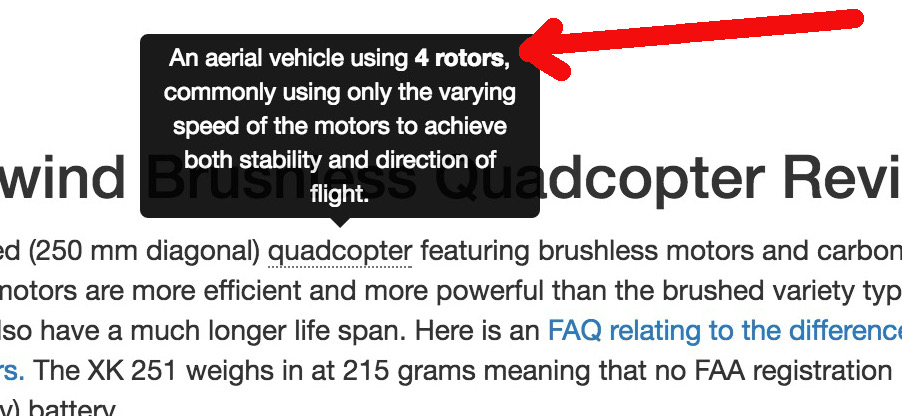 An aerial vehicle using 4 rotors,
commonly using only the varying
speed of the motors to achieve
both stability and direction of
flight.
wind Brushless Quadcopter Revi
ed (250 mm diagonal) quadcopter featuring brushless motors and carbon
motors are more efficient and more powerful than the brushed variety typ
lso have a much longer life span. Here is an FAQ relating to the difference
rs. The XK 251 weighs in at 215 grams meaning that no FAA registration
y) battery